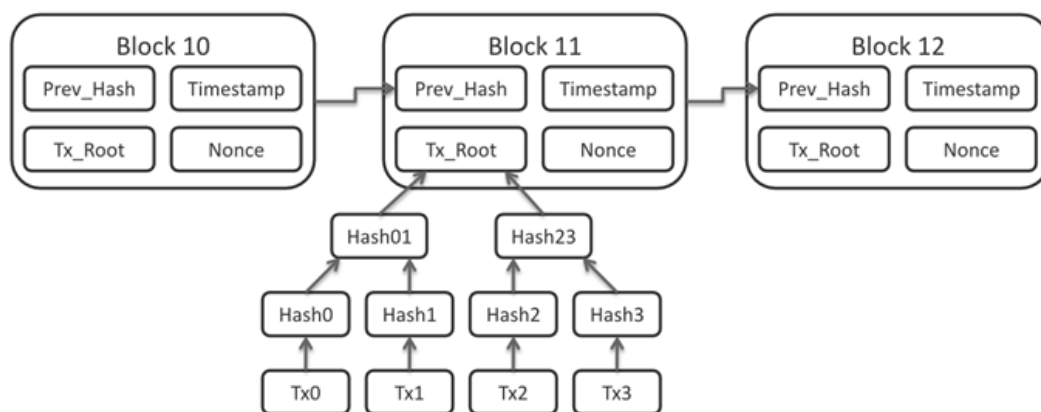 Block 10
Block 11
Block 12
Prev_Hash
Timestamp
Prev_Hash
Timestamp
Prev_Hash
Timestamp
Tx_Root
Nonce
Tx_Root
Nonce
Tx_Root
Nonce
Hash01
Hash23
Hash0
Hash1
Hash2
Hash3
Tx0
Tx1
Tx2
Tx3